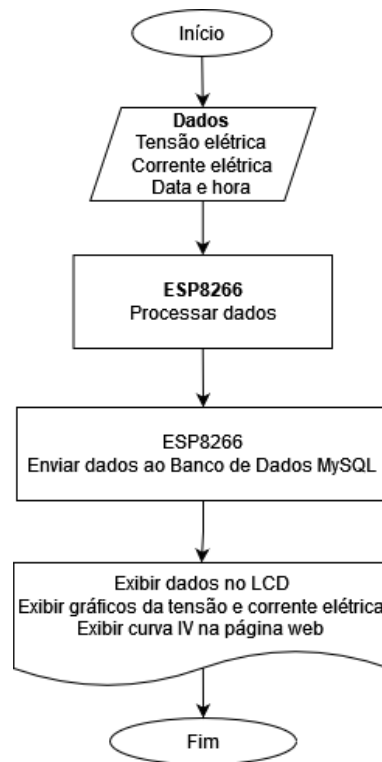 Início
Dados
Tensão elétrica
Corrente elétrica
Data e hora
ESP8266
Processar dados
ESP8266
Enviar dados ao Banco de Dados MySQL
Exibir dados no LCD
Exibir gráficos da tensão e corrente elétrica
Exibir curva IV na página web
Fim